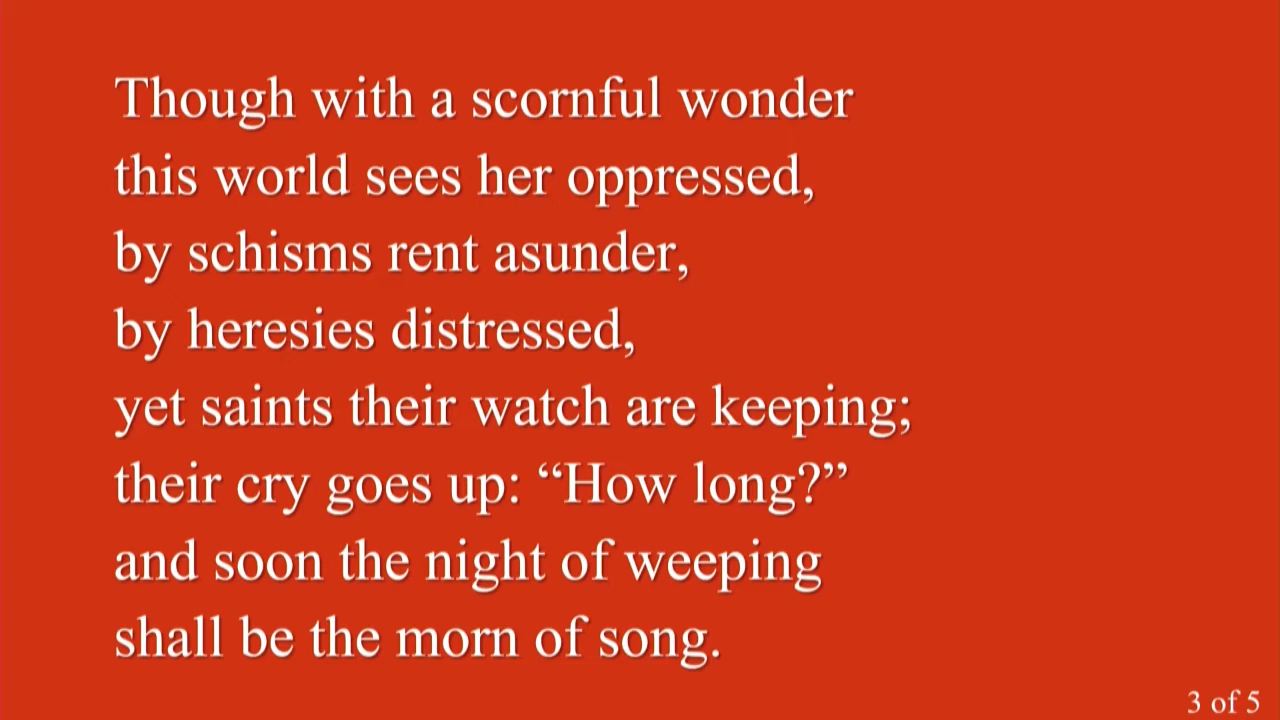 Though with a scornful wonder
this world sees her oppressed,
by schisms rent asunder,
by heresies distressed,
yet saints their watch are keeping;
their cry goes up: “How long?”
and soon the night of weeping
shall be the morn of song.
3 of 5